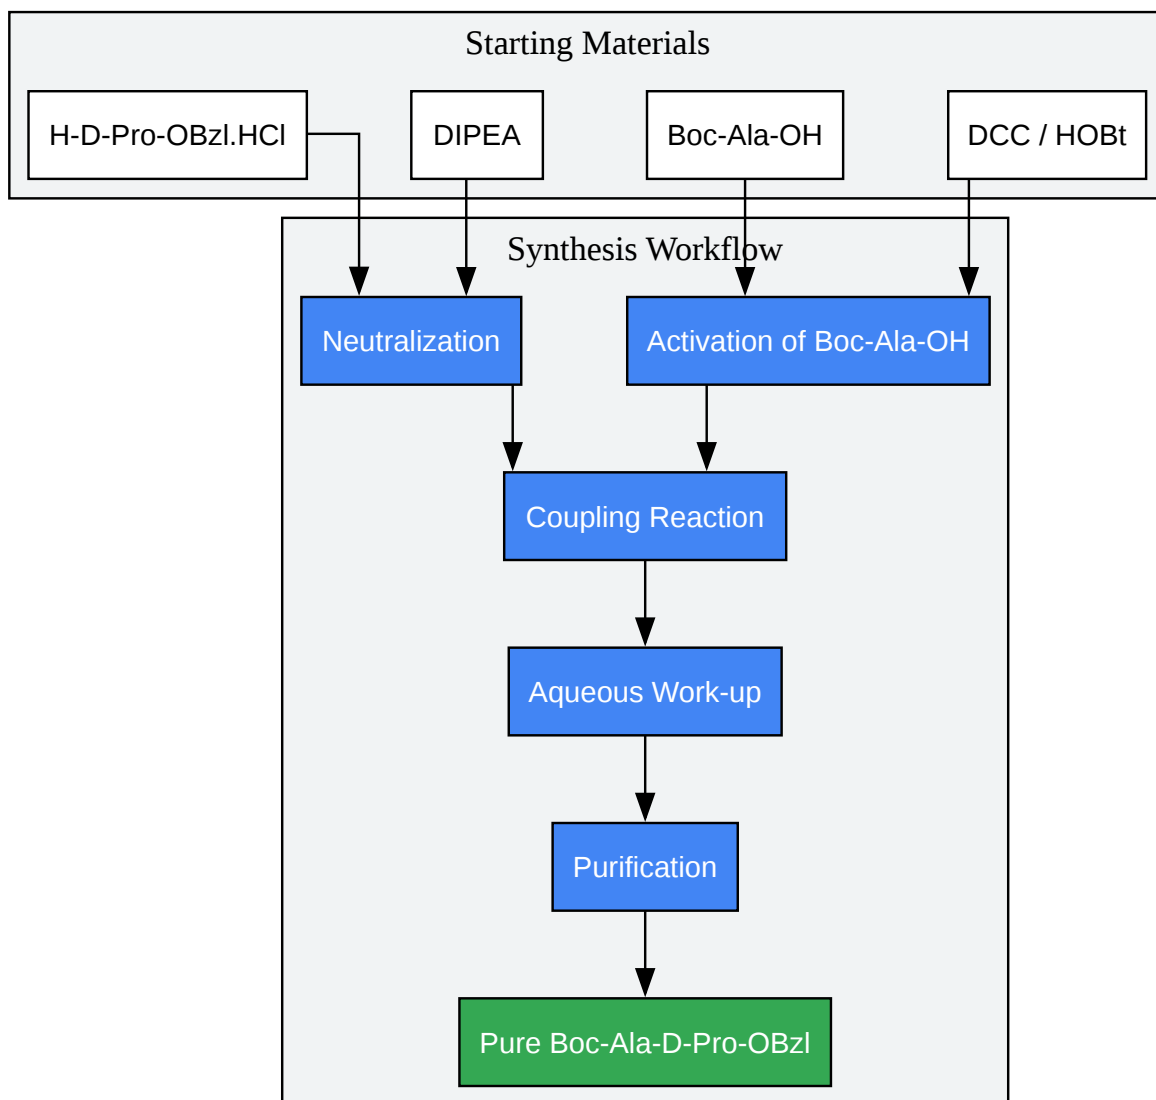 Starting Materials
H-D-Pro-OBzl.HCl
DIPEA
Boc-Ala-OH
DCC / HOBt
Synthesis Workflow
Neutralization
Activation of Boc-Ala-OH
Coupling Reaction
Aqueous Work-up
Purification
Pure Boc-Ala-D-Pro-OBzl